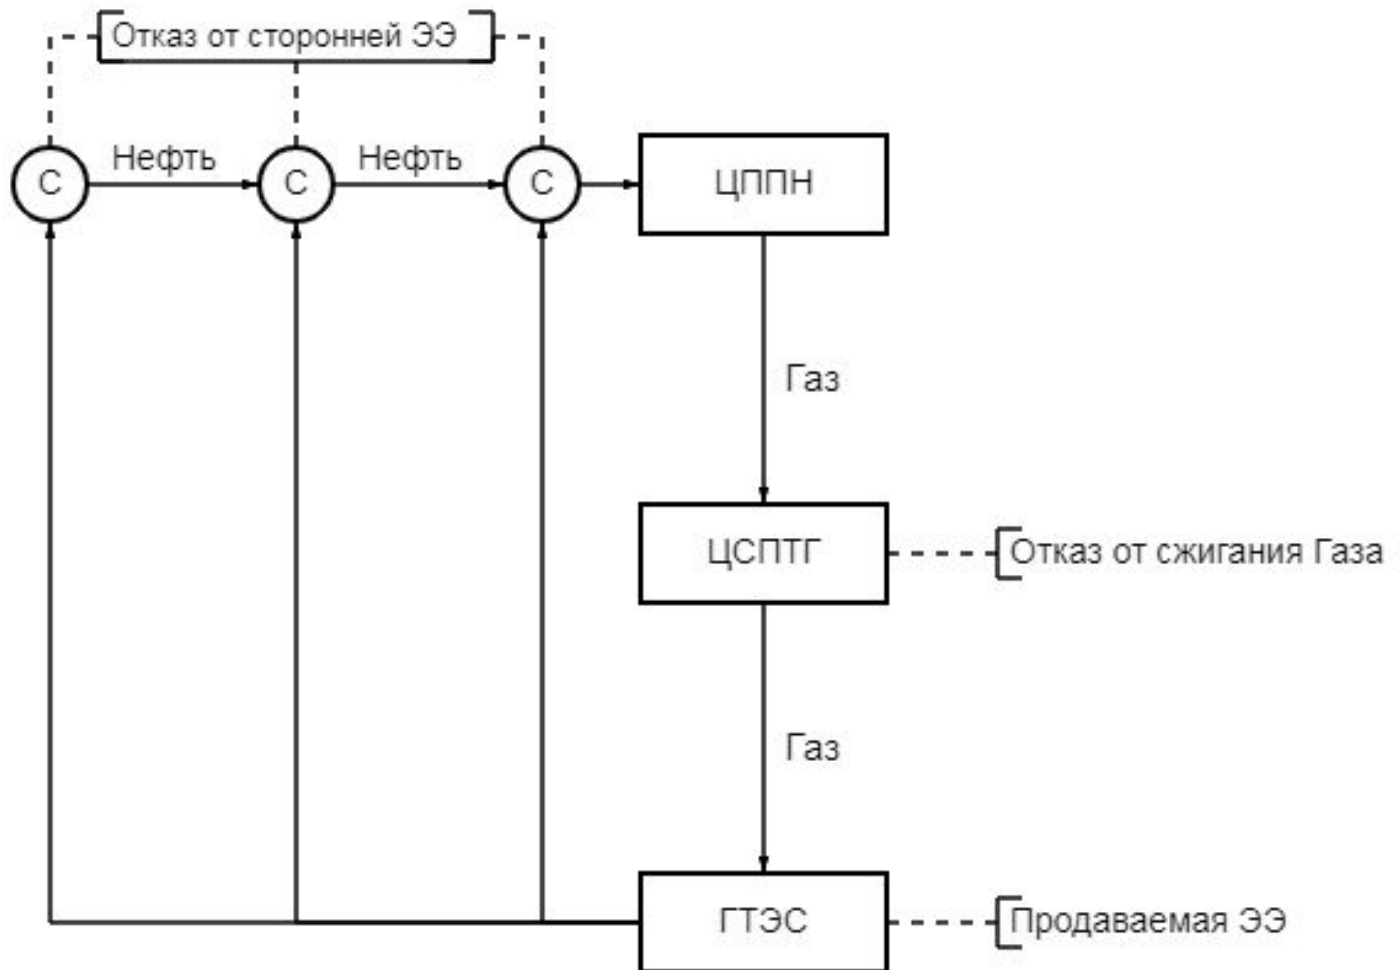 Отказ от сторонней ЭЭ
Нефть
Нефть
С
С
С
ЦППН
Газ
ЦСПТГ
Отказ от сжигания Газа
Газ
ГТЭС
Продаваемая ЭЭ